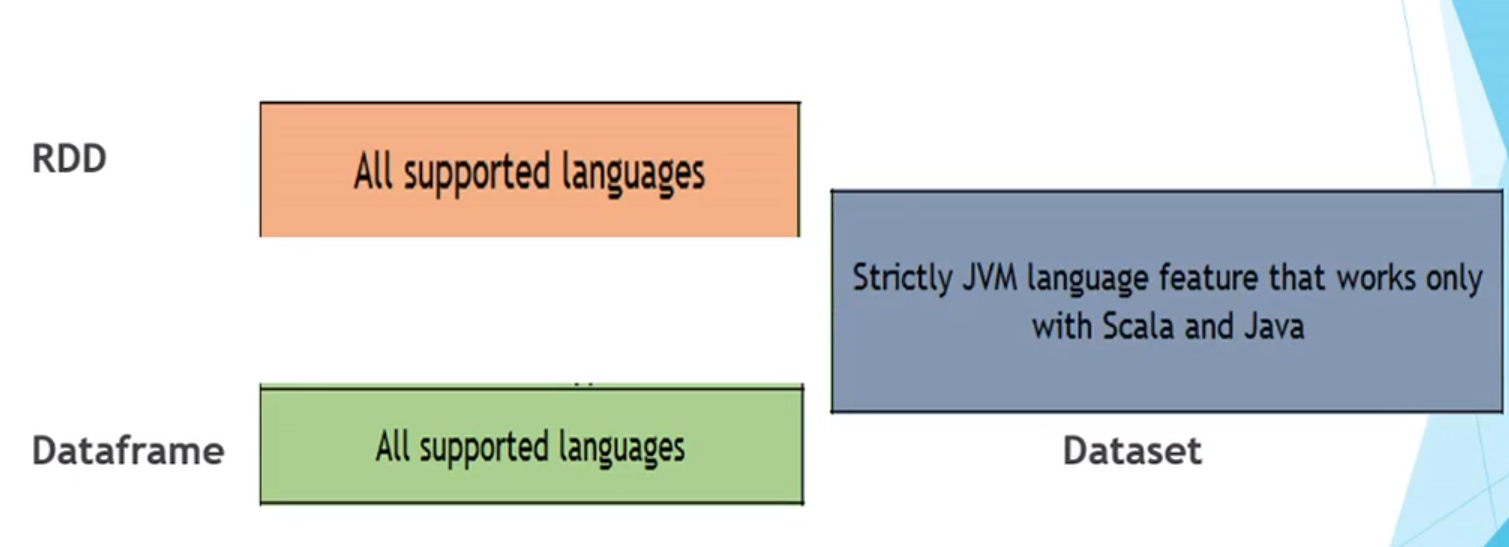 RDD
All supported languages
Strictly JVM language feature that works only
with Scala and Java
Dataframe
All supported languages
Dataset